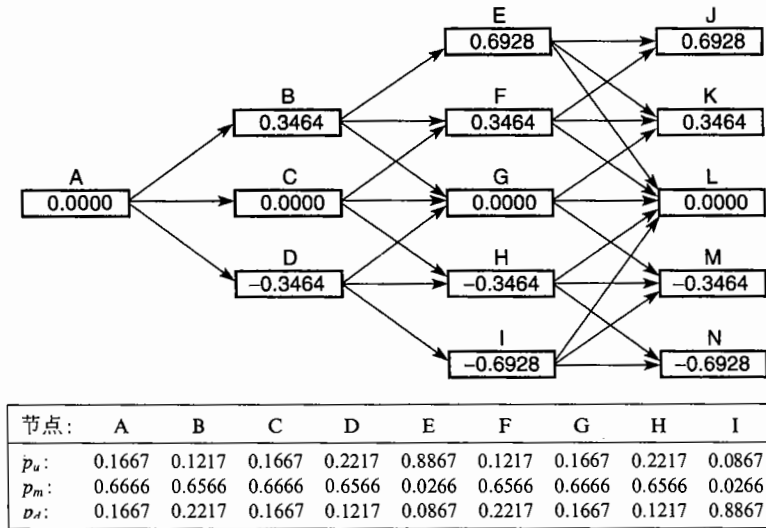 E J
0.6928 0.6928
B F K
0.3464 0.3464 0.3464
A C G L
0.0000 0.0000 0.0000 0.0000
D H M
−0.3464 −0.3464 −0.3464
I N
−0.6928 −0.6928
节点: A B C D E F G H I
pu: 0.1667 0.1217 0.1667 0.2217 0.8867 0.1217 0.1667 0.2217 0.0867
pm: 0.6666 0.6566 0.6666 0.6566 0.0266 0.6566 0.6666 0.6566 0.0266
pd: 0.1667 0.2217 0.1667 0.1217 0.0867 0.2217 0.1667 0.1217 0.8867